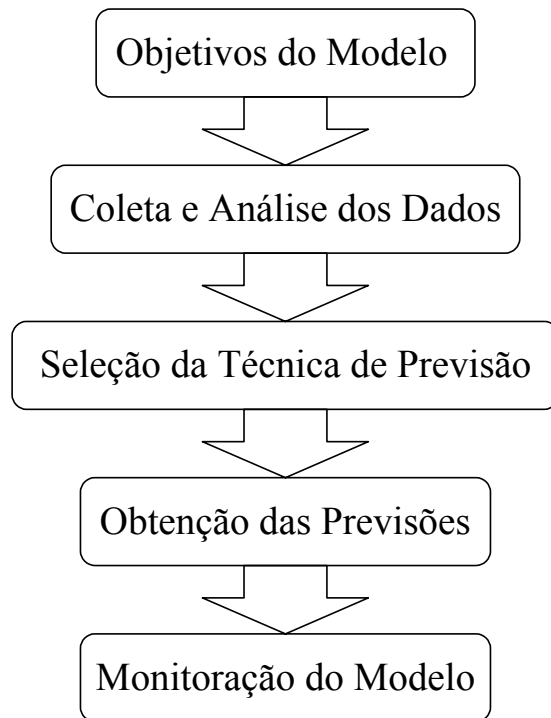 Objetivos do Modelo
Coleta e Análise dos Dados
Seleção da Técnica de Previsão
Obtenção das Previsões
Monitoração do Modelo